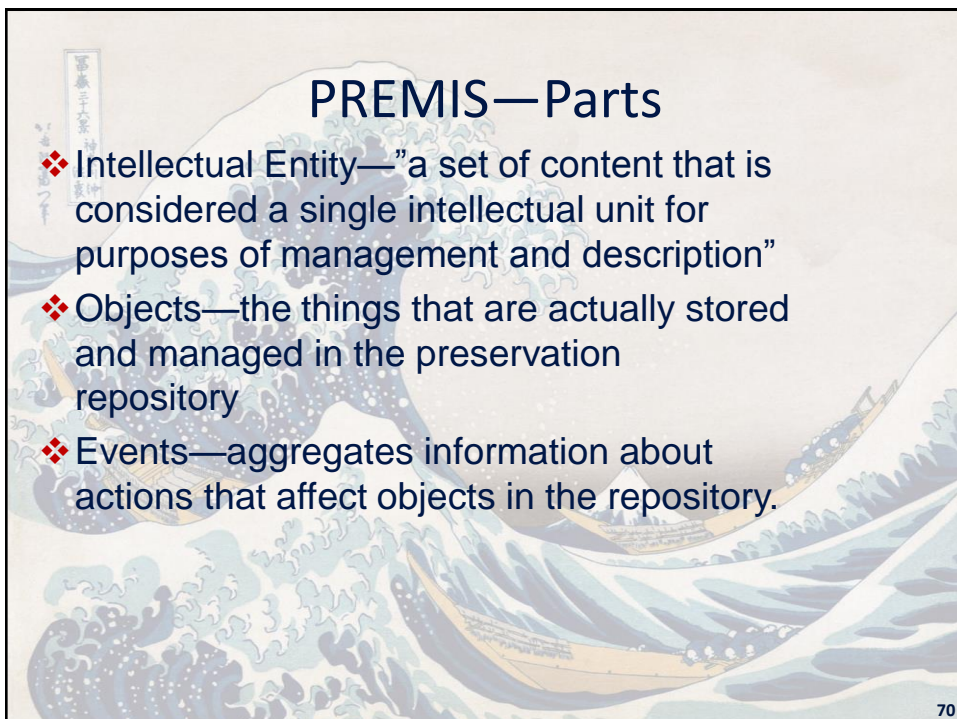 PREMIS—Parts
❖Intellectual Entity—”a set of content that is
considered a single intellectual unit for
purposes of management and description”
❖Objects—the things that are actually stored
and managed in the preservation
repository
❖Events—aggregates information about
actions that affect objects in the repository.
70